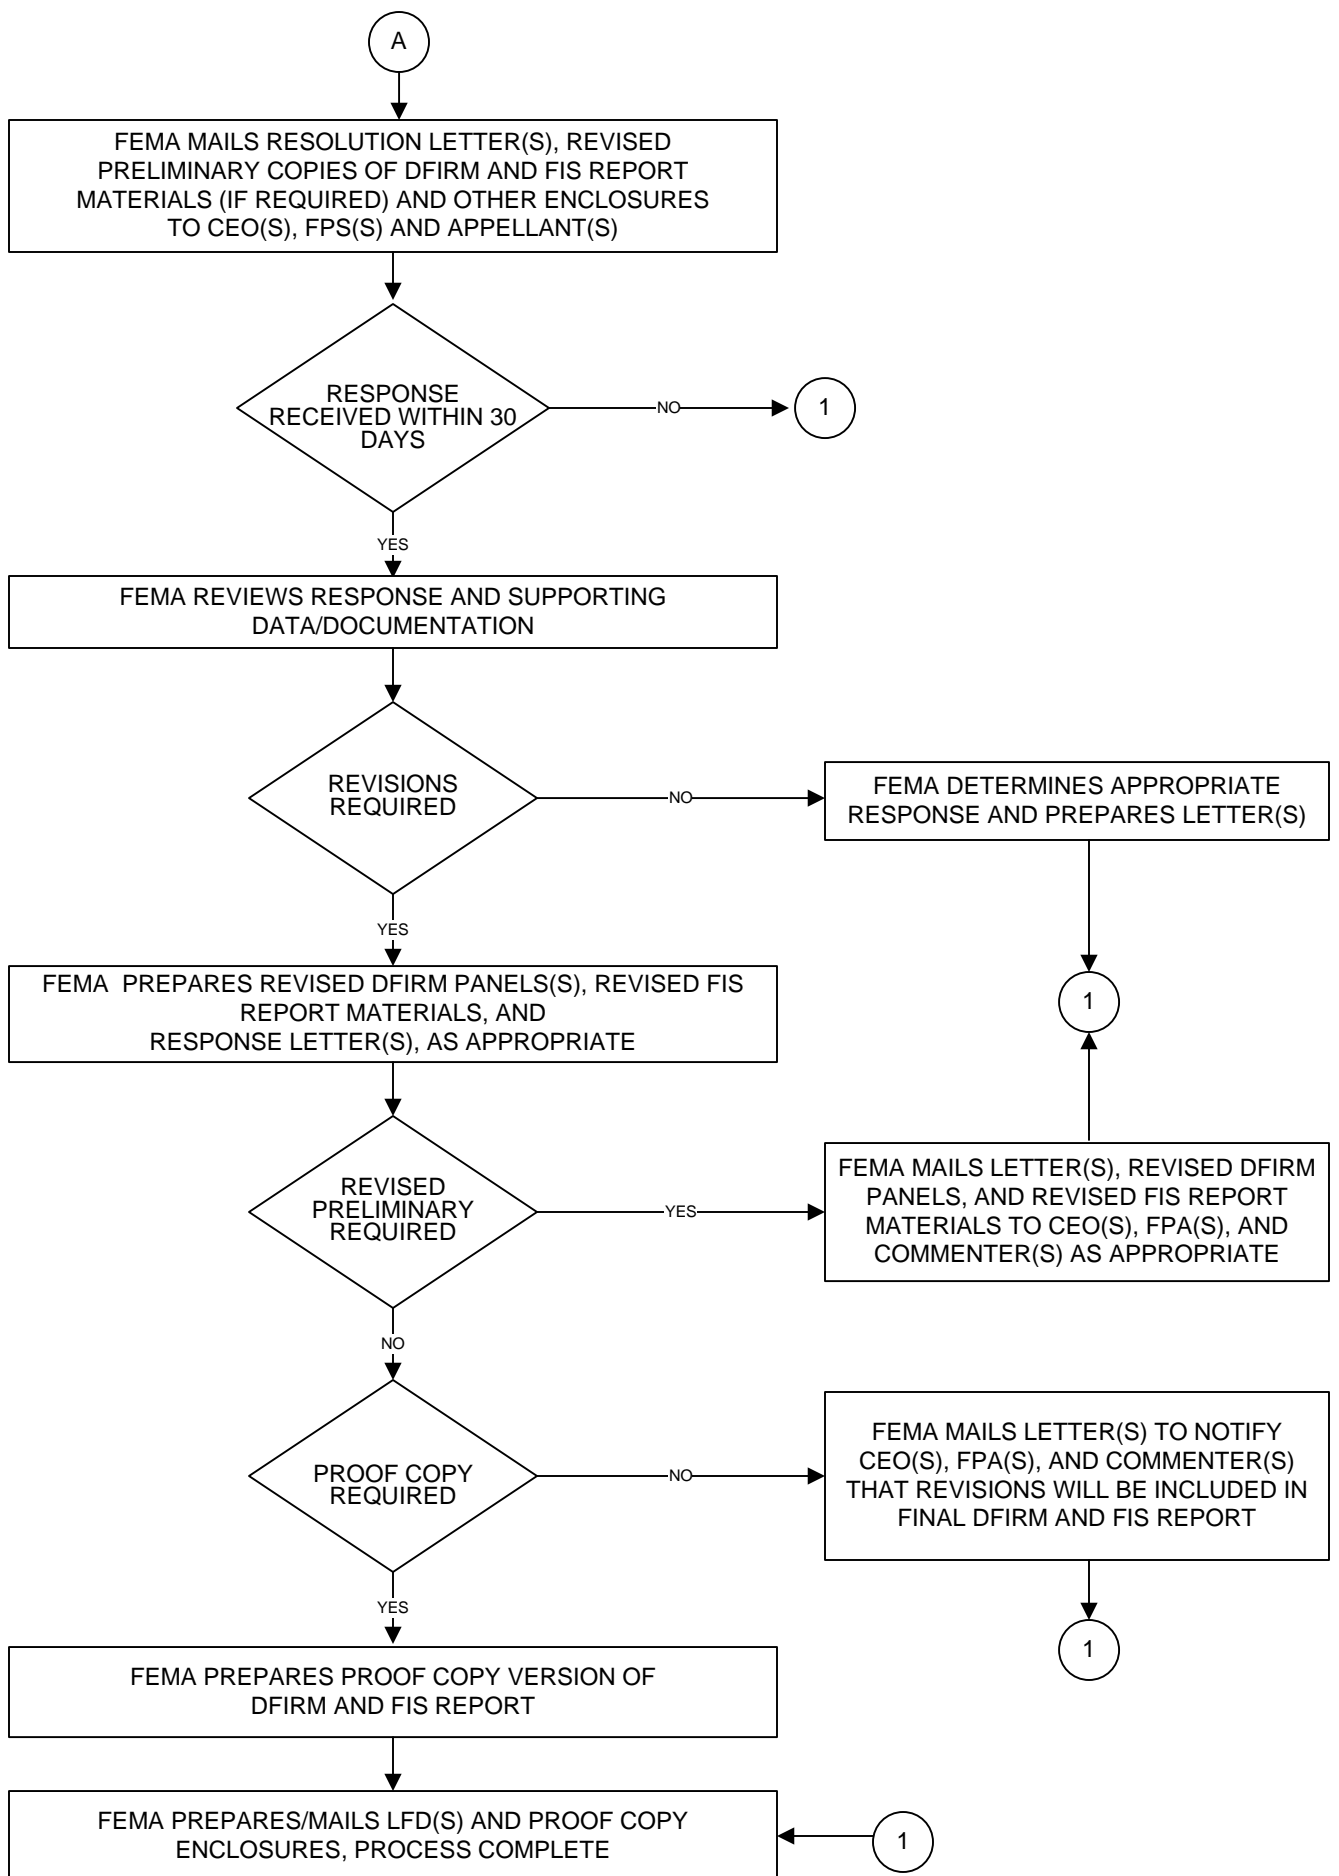 A
FEMA MAILS RESOLUTION LETTER(S), REVISED
PRELIMINARY COPIES OF DFIRM AND FIS REPORT
MATERIALS (IF REQUIRED) AND OTHER ENCLOSURES
TO CEO(S), FPS(S) AND APPELLANT(S)
RESPONSE
RECEIVED WITHIN 30
DAYS
NO
1
YES
FEMA REVIEWS RESPONSE AND SUPPORTING
DATA/DOCUMENTATION
REVISIONS
REQUIRED
NO
FEMA DETERMINES APPROPRIATE
RESPONSE AND PREPARES LETTER(S)
1
YES
FEMA PREPARES REVISED DFIRM PANELS(S), REVISED FIS
REPORT MATERIALS, AND
RESPONSE LETTER(S), AS APPROPRIATE
REVISED
PRELIMINARY
REQUIRED
YES
FEMA MAILS LETTER(S), REVISED DFIRM
PANELS, AND REVISED FIS REPORT
MATERIALS TO CEO(S), FPA(S), AND
COMMENTER(S) AS APPROPRIATE
NO
PROOF COPY
REQUIRED
NO
FEMA MAILS LETTER(S) TO NOTIFY
CEO(S), FPA(S), AND COMMENTER(S)
THAT REVISIONS WILL BE INCLUDED IN
FINAL DFIRM AND FIS REPORT
1
YES
FEMA PREPARES PROOF COPY VERSION OF
DFIRM AND FIS REPORT
FEMA PREPARES/MAILS LFD(S) AND PROOF COPY
ENCLOSURES, PROCESS COMPLETE
1